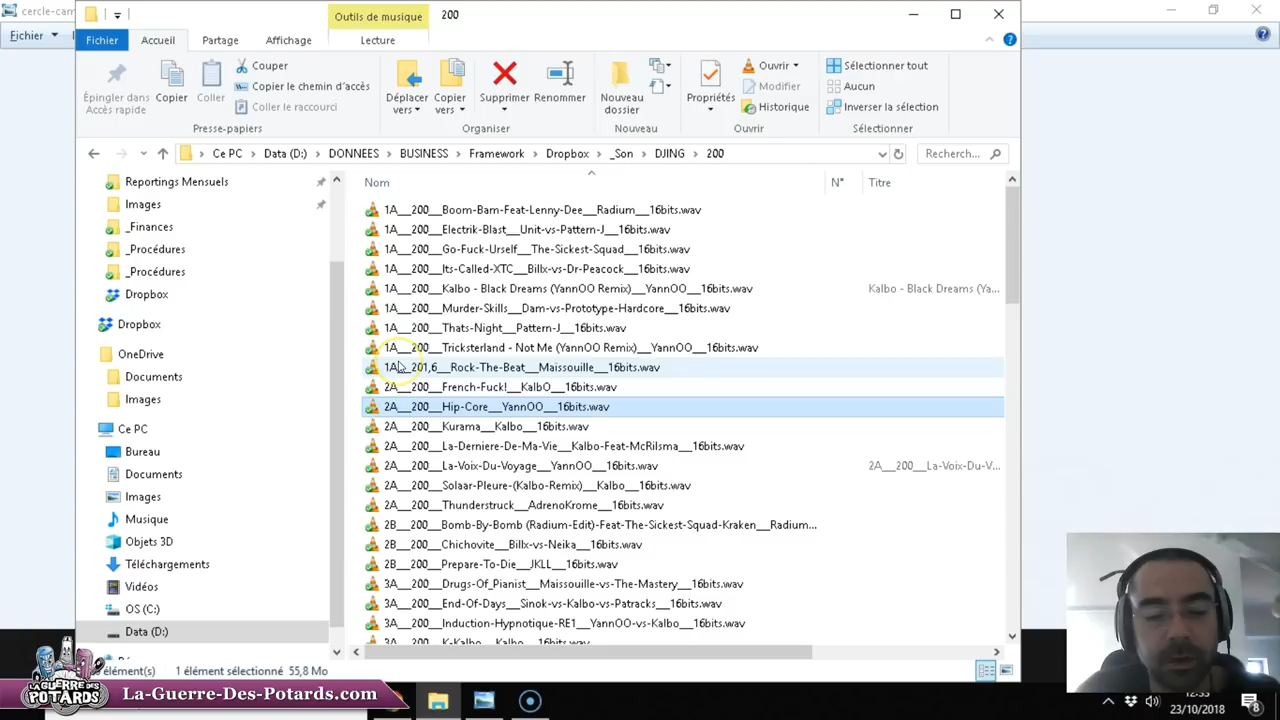 cercle-cam
Outils de musique
200
Fichier
Fichier
Accueil
Partage
Affichage
Lecture
Épingler dans
Accès rapide
Copier
Coller
Couper
Copier le chemin d'accès
Coller le raccourci
Presse-papiers
Déplacer
vers
Copier
vers
Supprimer
Renommer
Organiser
Nouveau
dossier
Nouveau
Propriétés
Ouvrir
Modifier
Historique
Ouvrir
Sélectionner tout
Aucun
Inverser la sélection
Sélectionner
Ce PC > Data (D:) > DONNEES > BUSINESS > Framework > Dropbox > _Son > DJING > 200
Recherch...
Reportings Mensuels
Images
_Finances
_Procédures
_Procédures
Dropbox
Dropbox
OneDrive
Documents
Images
Ce PC
Bureau
Documents
Images
Musique
Objets 3D
Téléchargements
Vidéos
OS (C:)
Data (D:)
Nom
N°
Titre
1A__200__Boom-Bam-Feat-Lenny-Dee__Radium__16bits.wav
1A__200__Electrik-Blast__Unit-vs-Pattern-J__16bits.wav
1A__200__Go-Fuck-Urself__The-Sickest-Squad__16bits.wav
1A__200__Its-Called-XTC__Billx-vs-Dr-Peacock__16bits.wav
1A__200__Kalbo - Black Dreams (YannOO Remix)__YannOO__16bits.wav
Kalbo - Black Dreams (Ya...
1A__200__Murder-Skills__Dam-vs-Prototype-Hardcore__16bits.wav
1A__200__Thats-Night__Pattern-J__16bits.wav
1A__200__Tricksterland - Not Me (YannOO Remix)__YannOO__16bits.wav
1A__201,6__Rock-The-Beat__Maissouille__16bits.wav
2A__200__French-Fuck!__KalbO__16bits.wav
2A__200__Hip-Core__YannOO__16bits.wav
2A__200__Kurama__Kalbo__16bits.wav
2A__200__La-Derniere-De-Ma-Vie__Kalbo-Feat-McRilsma__16bits.wav
2A__200__La-Voix-Du-Voyage__YannOO__16bits.wav
2A__200__La-Voix-Du-V...
2A__200__Solaar-Pleure-(Kalbo-Remix)__Kalbo__16bits.wav
2A__200__Thunderstruck__AdrenoKrome__16bits.wav
2B__200__Bomb-By-Bomb (Radium-Edit)-Feat-The-Sickest-Squad-Kraken__Radium...
2B__200__Chichovite__Billx-vs-Neika__16bits.wav
2B__200__Prepare-To-Die__JKLL__16bits.wav
3A__200__Drugs-Of_Pianist__Maissouille-vs-The-Mastery__16bits.wav
3A__200__End-Of-Days__Sinok-vs-Kalbo-vs-Patracks__16bits.wav
3A__200__Induction-Hypnotique-RE1__YannOO-vs-Kalbo__16bits.wav
3A__200__K-Kalbo__Kalbo__16bits.wav
élément(s)
1 élément sélectionné 55,8 Mo
LA GUERRE DES
POTARDS
La-Guerre-Des-Potards.com
12:33
23/10/2018
8